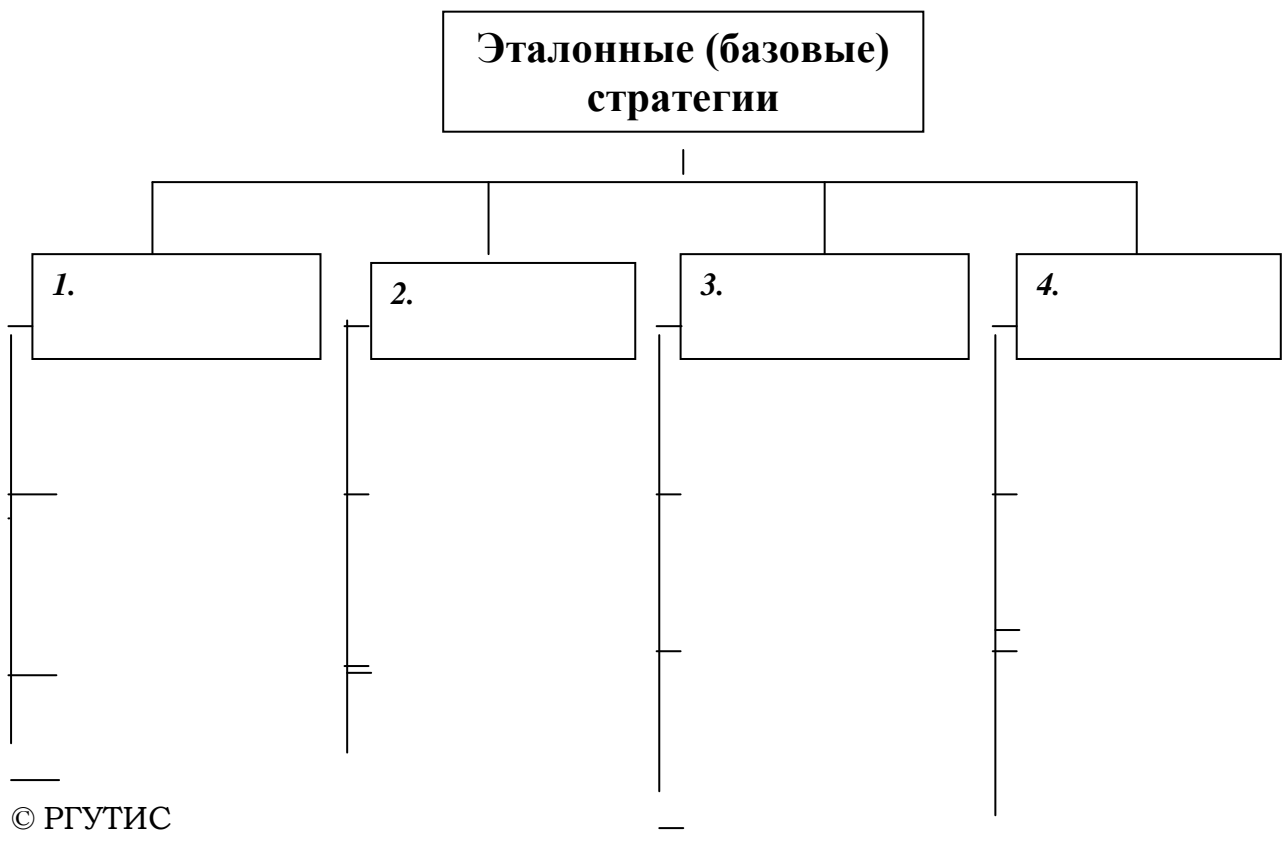 Эталонные (базовые)
стратегии
1.
2.
3.
4.
© РГУТИС